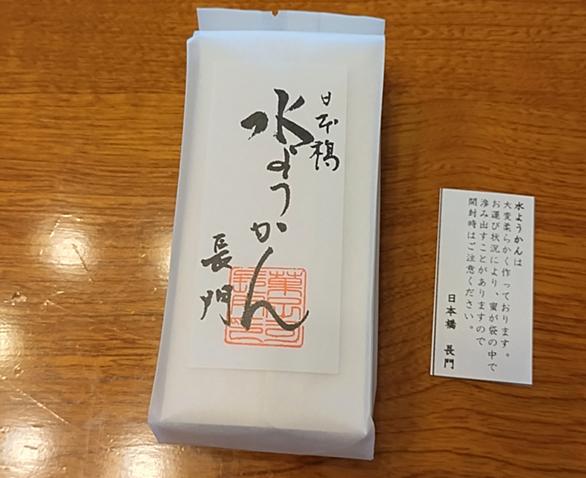 日本橋
水ようかん
長門
水ようかんは
大変柔らかく作っております。
お運び状況により、蜜が袋の中で
滲み出すことがありますので
開封時はご注意ください。
日本橋 長門